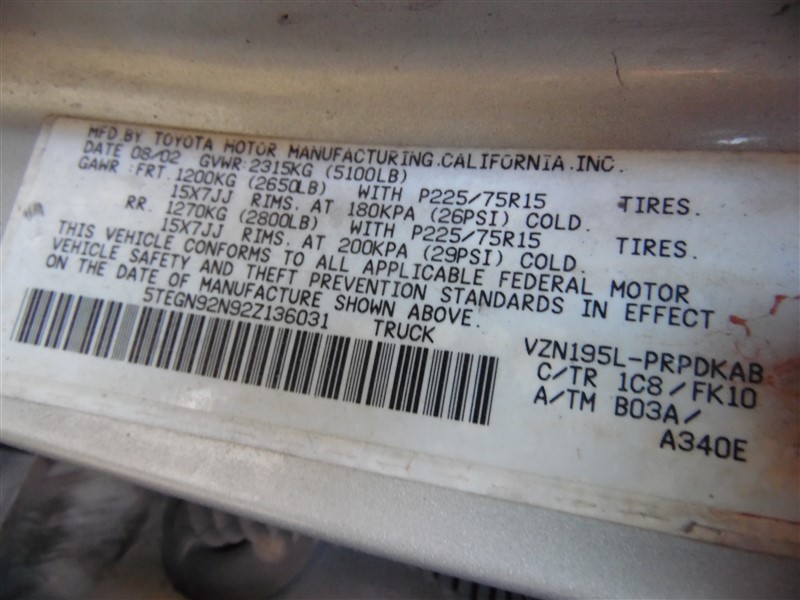 MFD.BY TOYOTA MOTOR MANUFACTURING.CALIFORNIA.INC.
DATE 08/02 GVWR:2315KG (5100LB)
GAWR :FRT.1200KG (2650LB) WITH P225/75R15 TIRES.
15X7JJ RIMS. AT 180KPA (26PSI) COLD.
RR. 1270KG (2800LB) WITH P225/75R15 TIRES.
15X7JJ RIMS. AT 200KPA (29PSI) COLD.
THIS VEHICLE CONFORMS TO ALL APPLICABLE FEDERAL MOTOR
VEHICLE SAFETY AND THEFT PREVENTION STANDARDS IN EFFECT
ON THE DATE OF MANUFACTURE SHOWN ABOVE.
5TEGN92N92Z136031 TRUCK
VZN195L-PRPDKAB
C/TR 1C8/FK10
A/TM B03A/
A340E